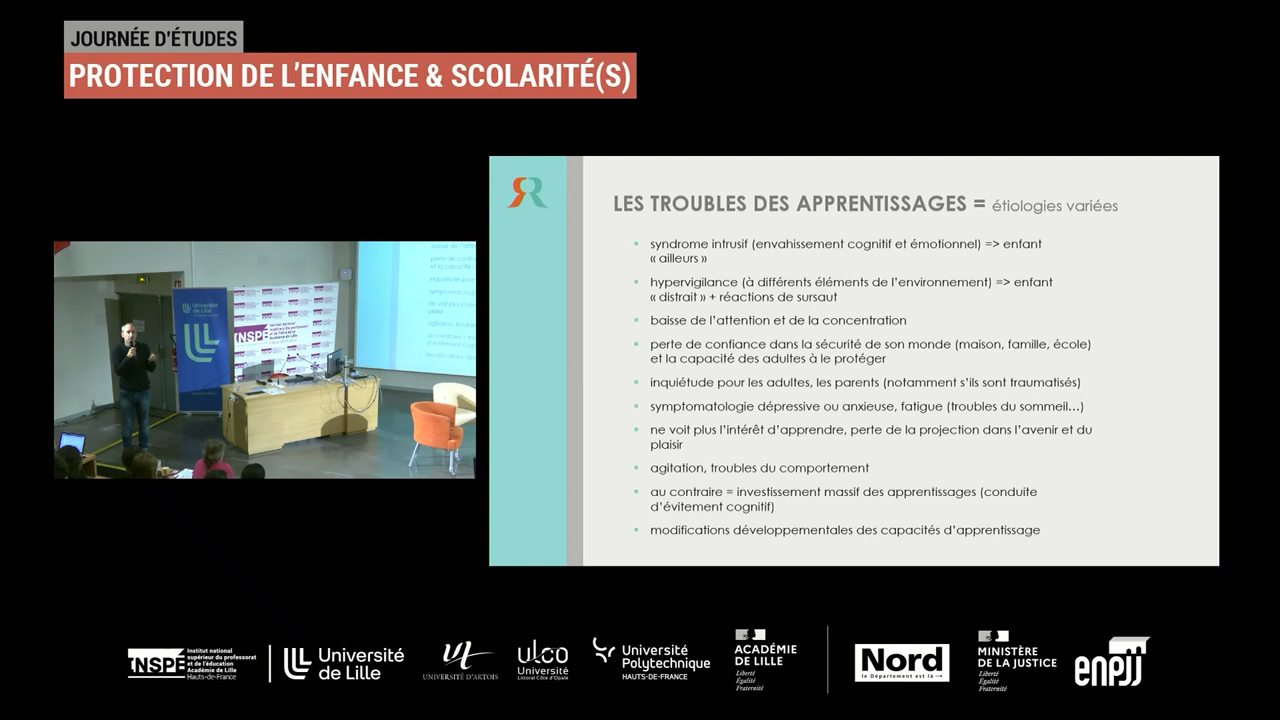 JOURNÉE D'ÉTUDES
PROTECTION DE L'ENFANCE & SCOLARITÉ(S)
LES TROUBLES DES APPRENTISSAGES = étiologies variées
syndrome intrusif (envahissement cognitif et émotionnel) => enfant
« ailleurs »
hypervigilance (à différents éléments de l'environnement) => enfant
« distrait » + réactions de sursaut
baisse de l'attention et de la concentration
perte de confiance dans la sécurité de son monde (maison, famille, école)
et la capacité des adultes à le protéger
inquiétude pour les adultes, les parents (notamment s'ils sont traumatisés)
symptomatologie dépressive ou anxieuse, fatigue (troubles du sommeil...)
ne voit plus l'intérêt d'apprendre, perte de la projection dans l'avenir et du
plaisir
agitation, troubles du comportement
au contraire = investissement massif des apprentissages (conduite
d'évitement cognitif)
modifications développementales des capacités d'apprentissage
Université
de Lille
INSPÉ
INSPÉ
Institut national
supérieur du professorat
et de l'éducation
Académie de Lille
Hauts-de-France
Université
de Lille
UNIVERSITÉ D'ARTOIS
ULCO
Université
Littoral Côte d'Opale
Université
Polytechnique
HAUTS-DE-FRANCE
ACADÉMIE
DE LILLE
Liberté
Égalité
Fraternité
Nord
le Département est là
MINISTÈRE
DE LA JUSTICE
Liberté
Égalité
Fraternité
enpjj